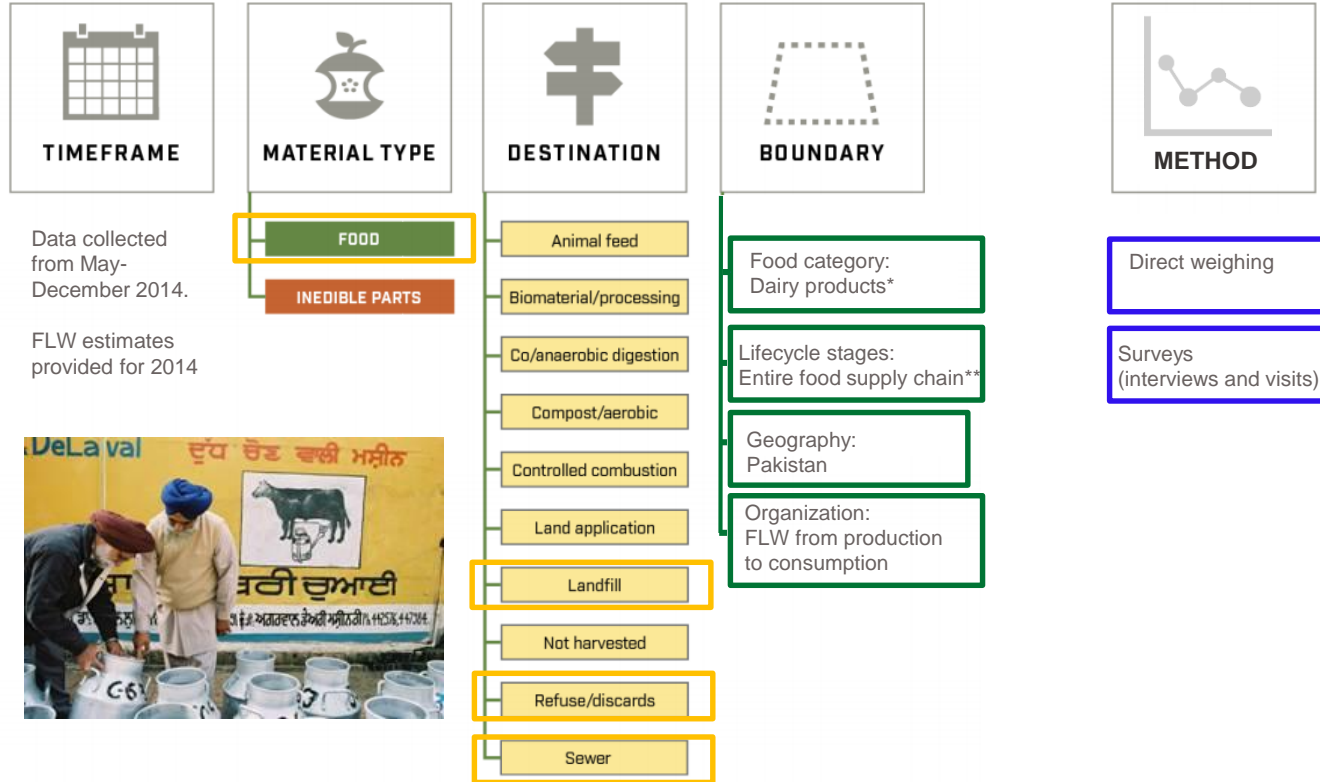 TIMEFRAME
Data collected
from May-
December 2014.
FLW estimates
provided for 2014
MATERIAL TYPE
FOOD
INEDIBLE PARTS
DESTINATION
Animal feed
Biomaterial/processing
Co/anaerobic digestion
Compost/aerobic
Controlled combustion
Land application
Landfill
Not harvested
Refuse/discards
Sewer
BOUNDARY
Food category:
Dairy products*
Lifecycle stages:
Entire food supply chain**
Geography:
Pakistan
Organization:
FLW from production
to consumption
METHOD
Direct weighing
Surveys
(interviews and visits)
DeLaval
ਦੁੱਧ ਚੋਣ ਵਾਲੀ ਮਸ਼ੀਨ
ਚੁਆਈ
C-6